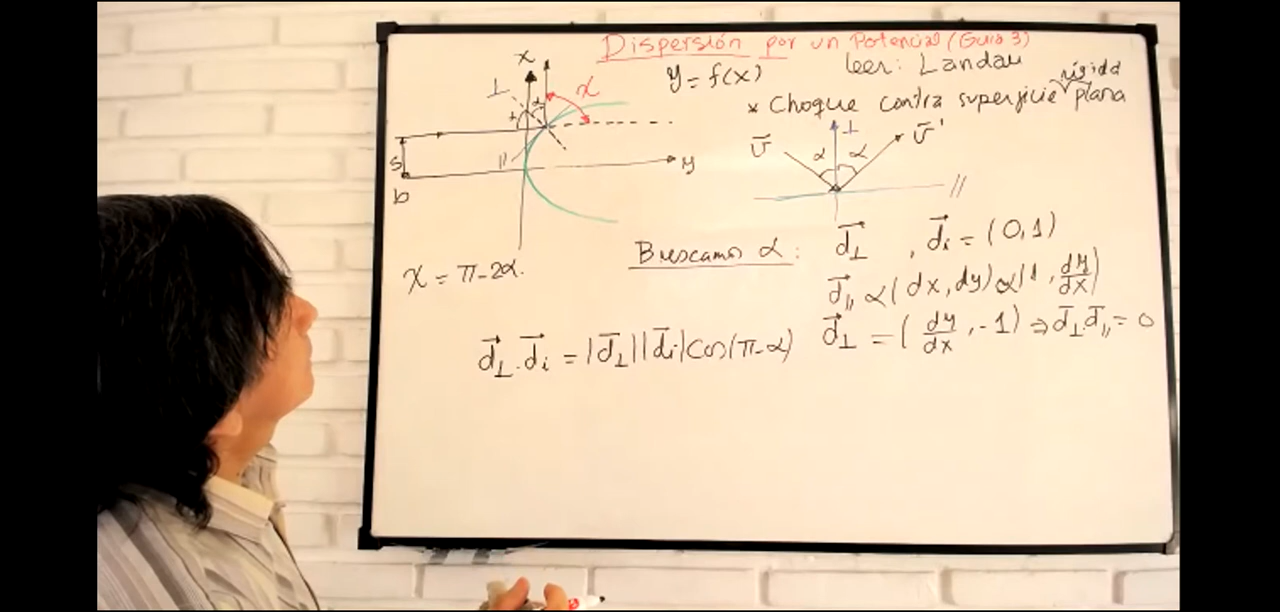 Dispersión por un Potencial (Guia 3)
leer: Landau
y = f(x)
* Choque contra superficie rígida plana
x
⊥
α α
χ
s
b
∥
y
v⃗
⊥
α α
v⃗'
∥
χ = π - 2α.
Buscamos α: d⃗⊥ , d⃗i = (0, 1)
d⃗∥ ∝ (dx, dy) ∝ (1, dy/dx)
d⃗⊥ = (dy/dx, -1) ⇒ d⃗⊥ d⃗∥ = 0
d⃗⊥ . d⃗i = |d⃗⊥| |d⃗i| cos(π - α)